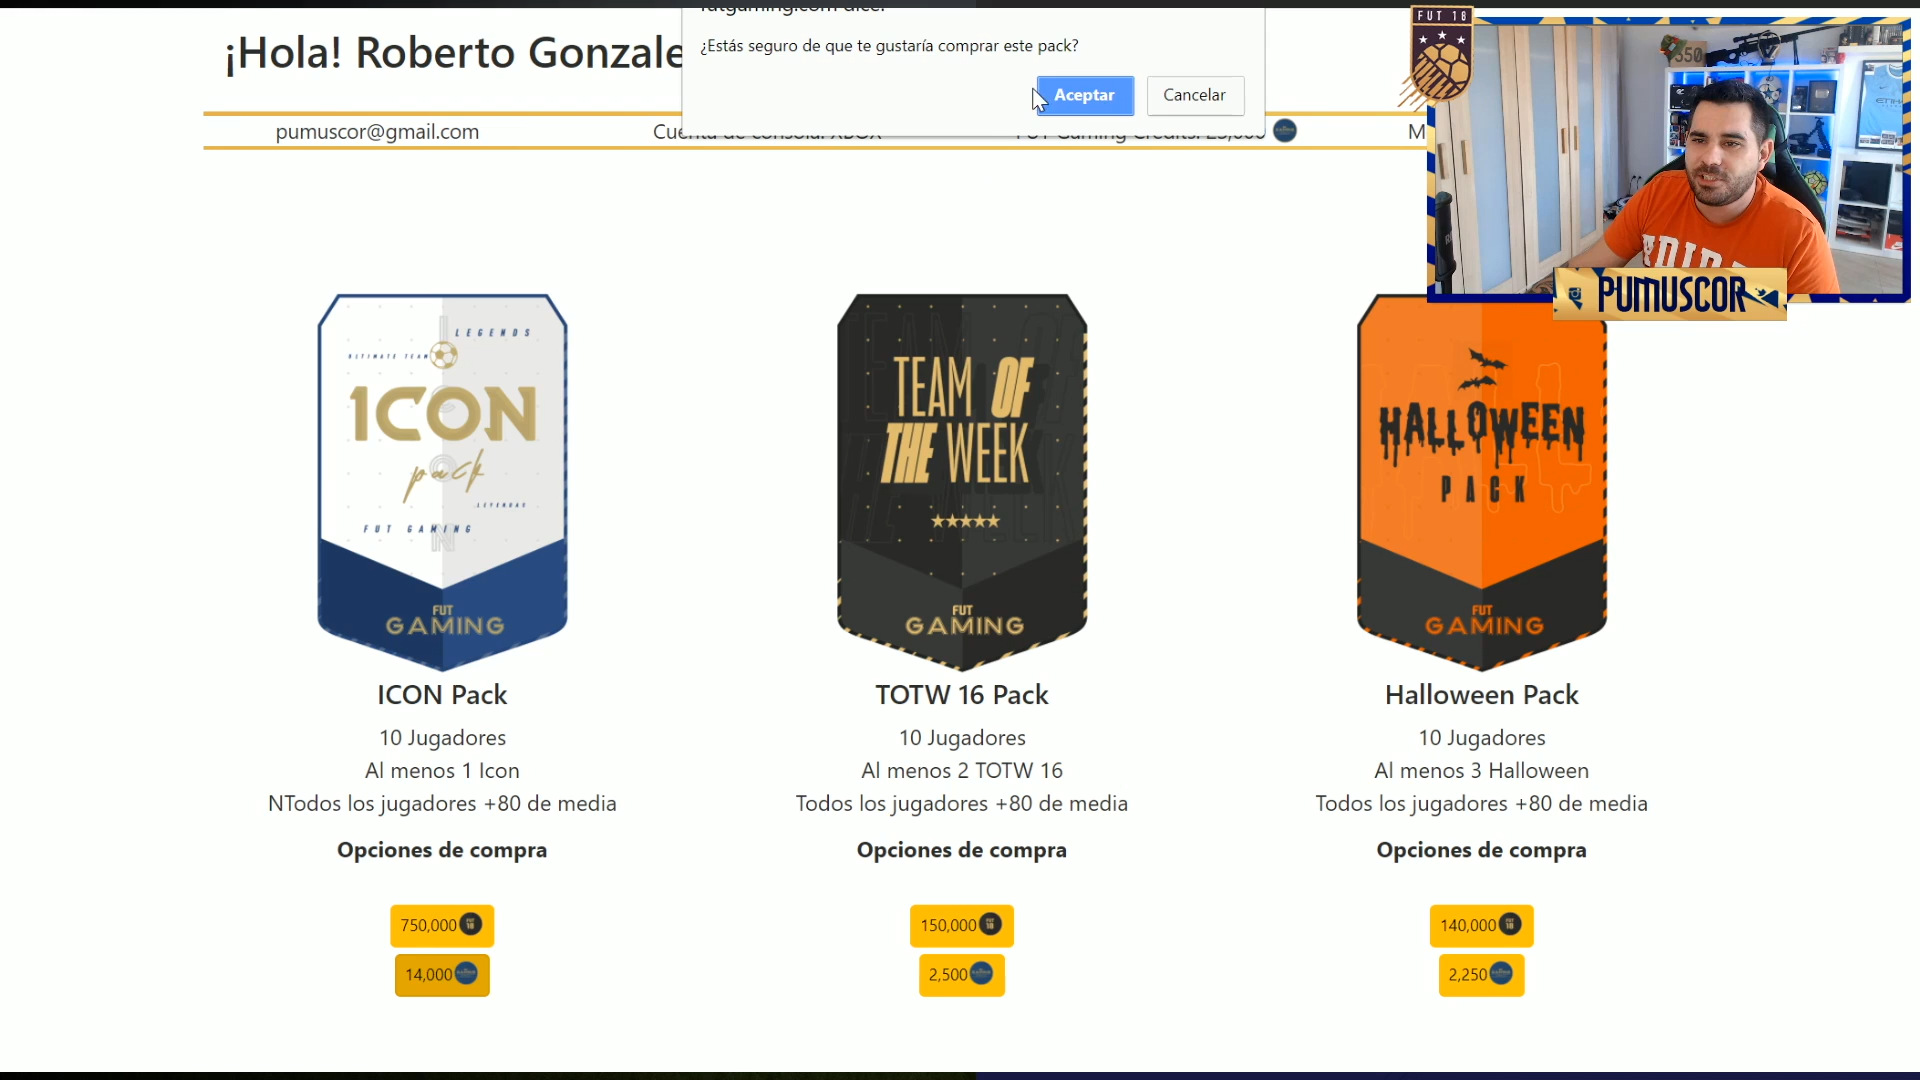 ¿Estás seguro de que te gustaría comprar este pack?
Aceptar
Cancelar
¡Hola! Roberto Gonzale
pumuscor@gmail.com
FUT 18
550
PUMUSCOR
LEGENDS
ULTIMATE TEAM
ICON
pack
LEYENDAS
FUT GAMING
FUT
GAMING
TEAM OF
THE WEEK
FUT
GAMING
HALLOWEEN
PACK
FUT
GAMING
ICON Pack
10 Jugadores
Al menos 1 Icon
NTodos los jugadores +80 de media
Opciones de compra
750,000
14,000
TOTW 16 Pack
10 Jugadores
Al menos 2 TOTW 16
Todos los jugadores +80 de media
Opciones de compra
150,000
2,500
Halloween Pack
10 Jugadores
Al menos 3 Halloween
Todos los jugadores +80 de media
Opciones de compra
140,000
2,250